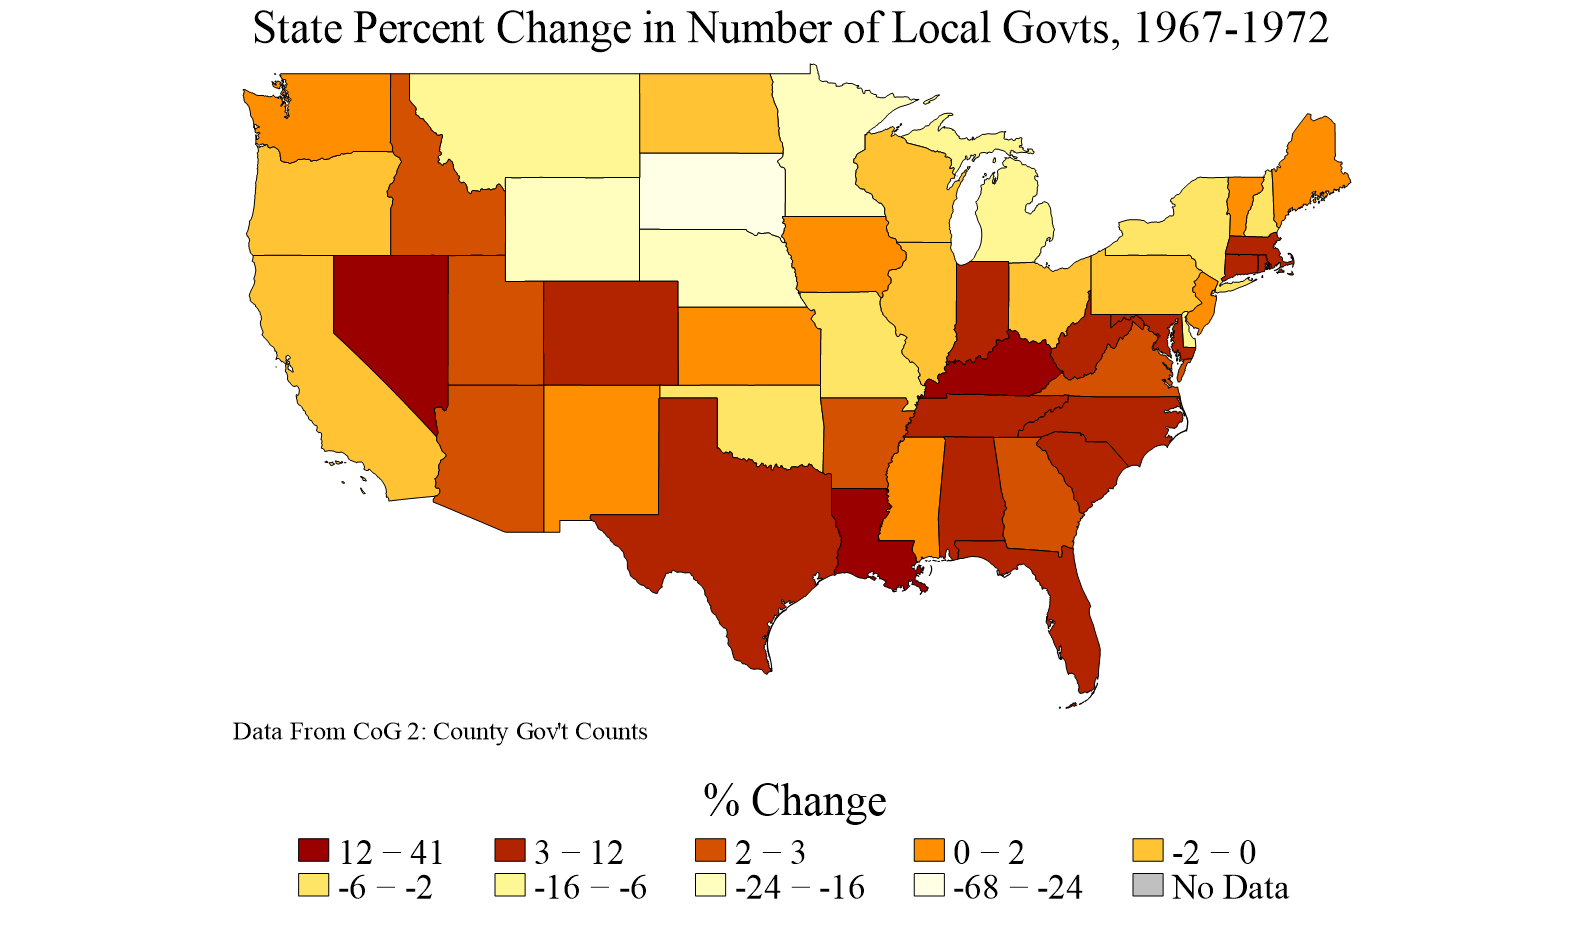 State Percent Change in Number of Local Govts, 1967-1972
Data From CoG 2: County Gov't Counts
% Change
12 − 41 3 − 12 2 − 3 0 − 2 -2 − 0
-6 − -2 -16 − -6 -24 − -16 -68 − -24 No Data